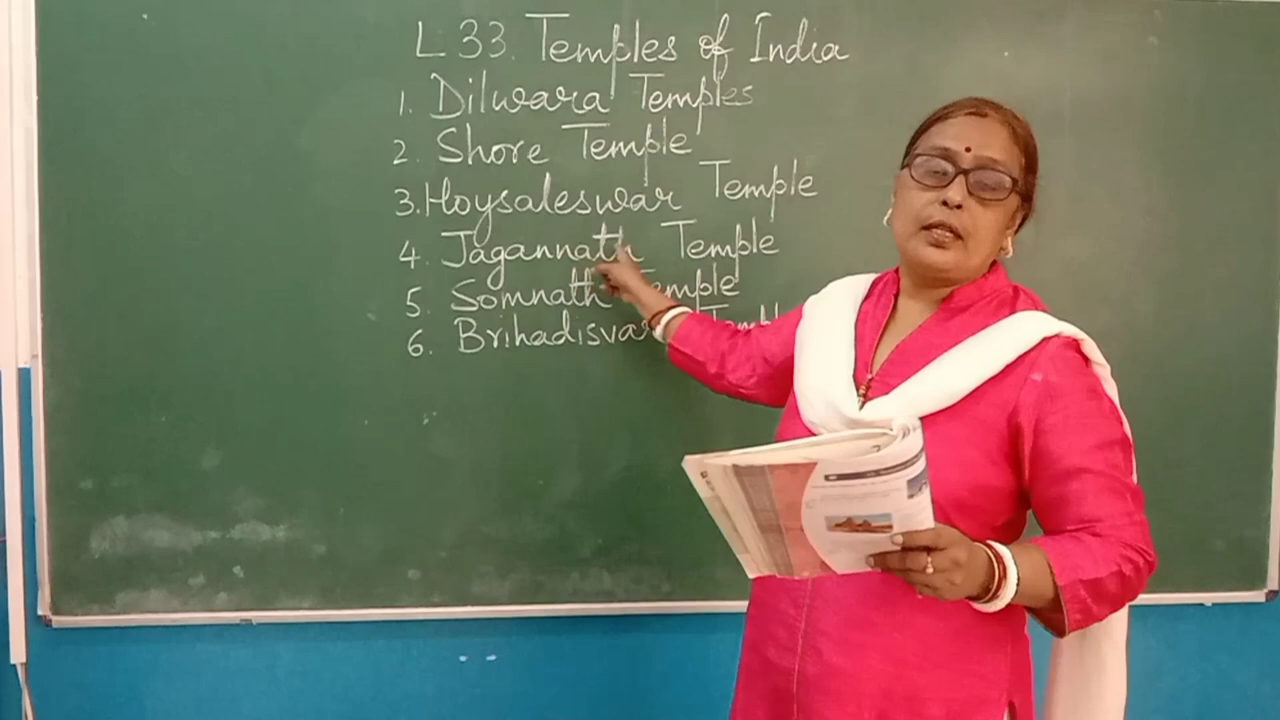 L 33. Temples of India
1. Dilwara Temples
2. Shore Temple
3. Hoysaleswar Temple
4. Jagannath Temple
5. Somnath Temple
6. Brihadisvar